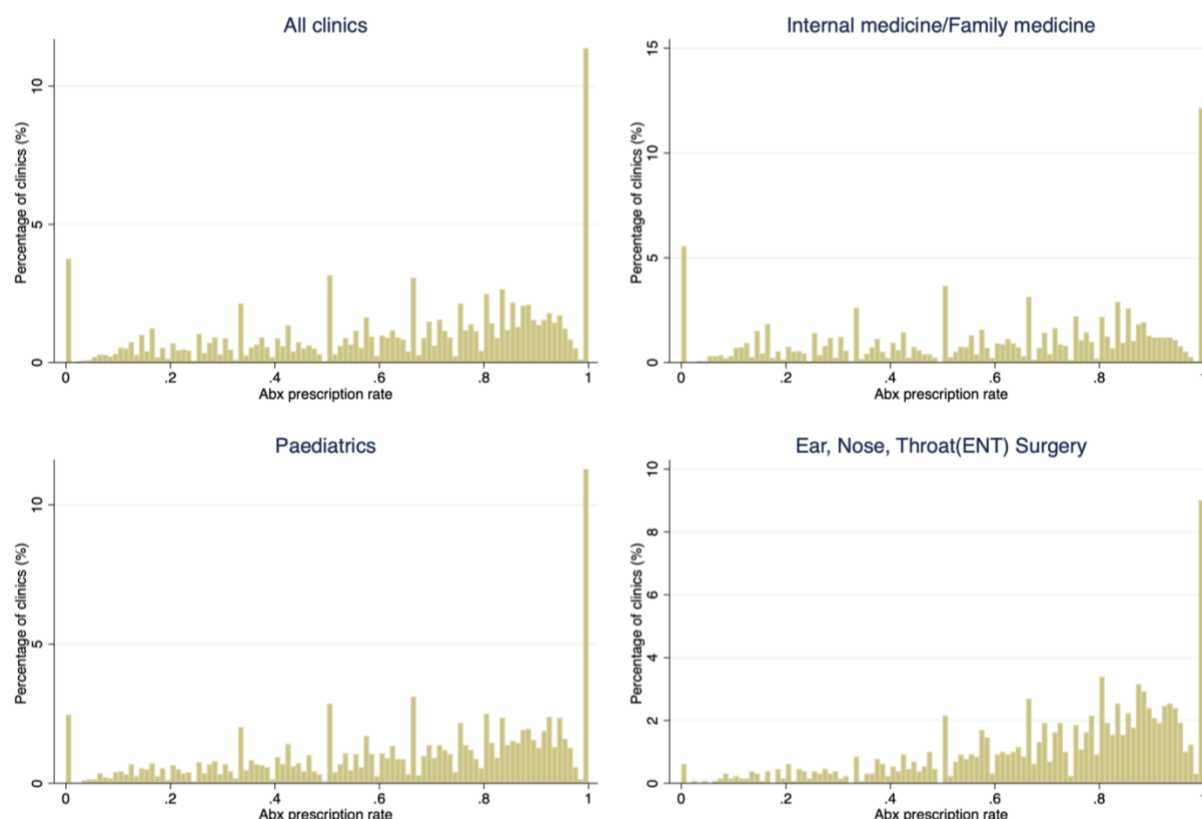 All clinics
Percentage of clinics (%)
10
5
0
0 .2 .4 .6 .8 1
Abx prescription rate
Internal medicine/Family medicine
Percentage of clinics (%)
15
10
5
0
0 .2 .4 .6 .8
Abx prescription rate
Paediatrics
Percentage of clinics (%)
10
5
0
0 .2 .4 .6 .8 1
Abx prescription rate
Ear, Nose, Throat(ENT) Surgery
Percentage of clinics (%)
10
8
6
4
2
0
0 .2 .4 .6 .8
Abx prescription rate